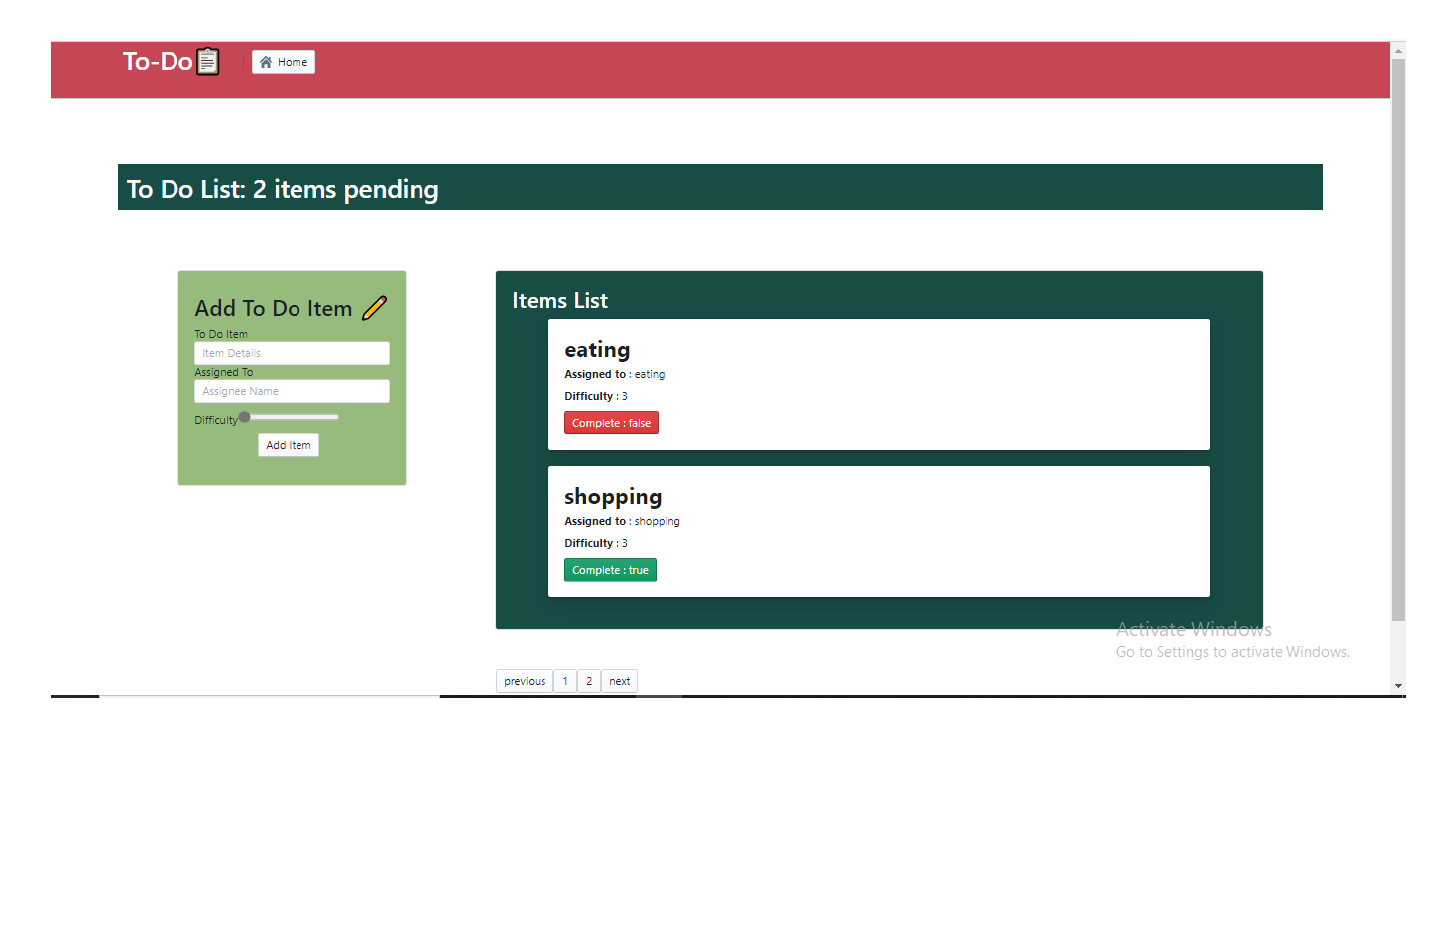 To-Do
Home
To Do List: 2 items pending
Add To Do Item
To Do Item
Item Details
Assigned To
Assignee Name
Difficulty
Add Item
Items List
eating
Assigned to : eating
Difficulty : 3
Complete : false
shopping
Assigned to : shopping
Difficulty : 3
Complete : true
Activate Windows
Go to Settings to activate Windows.
previous 1 2 next